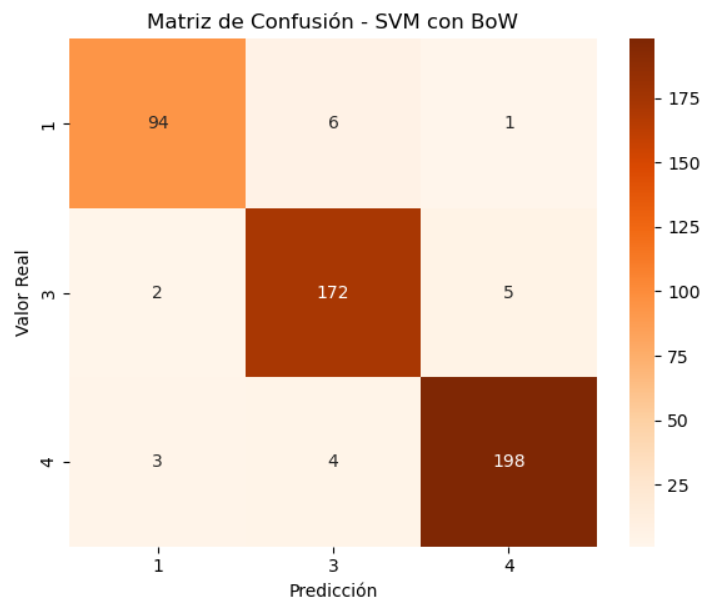 Matriz de Confusión - SVM con BoW
Valor Real
1
3
4
94 6 1
2 172 5
3 4 198
1 3 4
Predicción
175
150
125
100
75
50
25